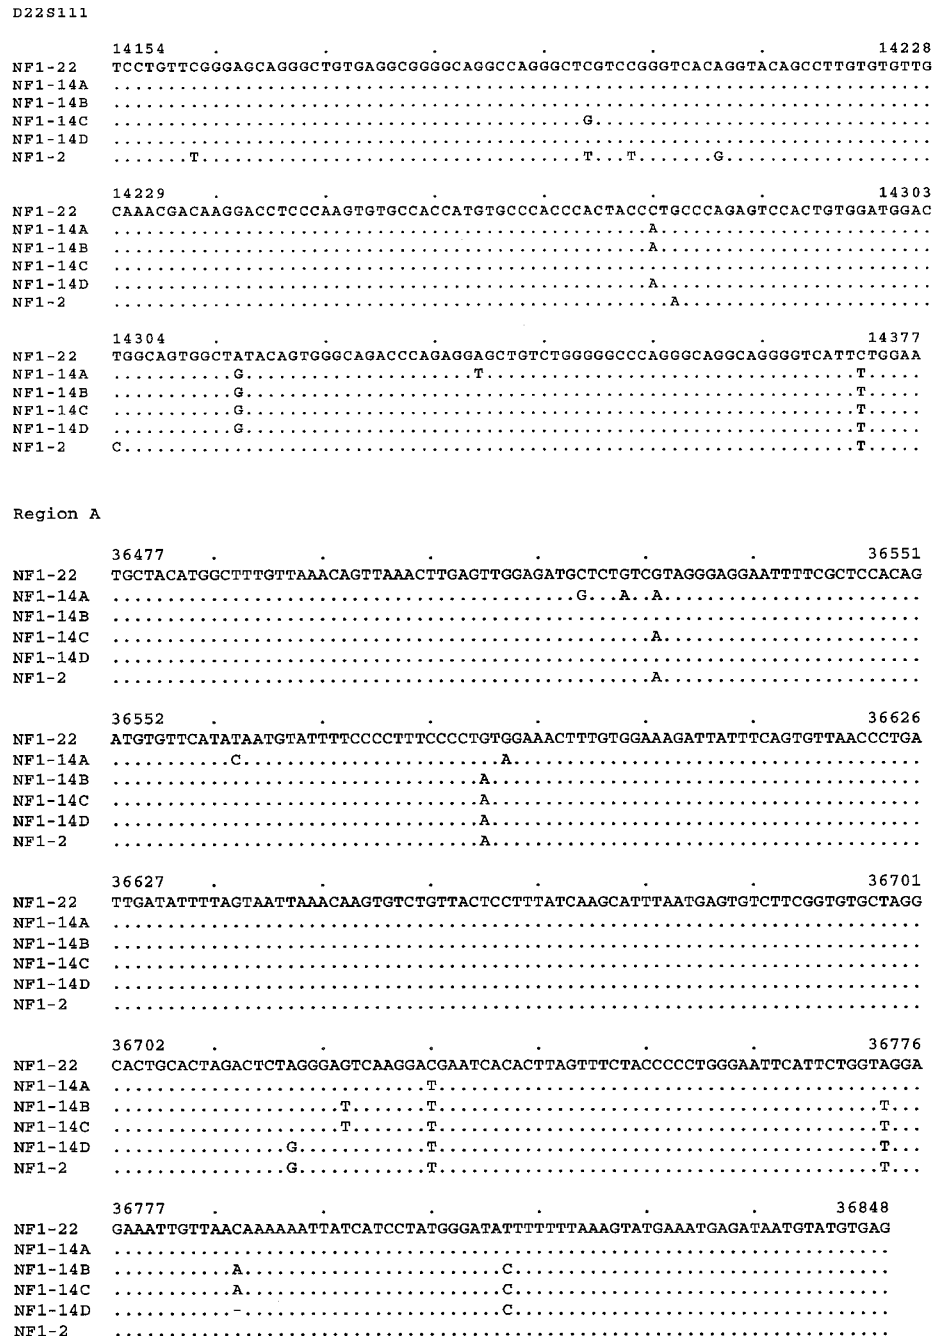 D22S111
14154 . . . . . . 14228
NF1-22 TCCTGTTCGGGAGCAGGGCTGTGAGGCGGGGCAGGCCAGGGCTCGTCCGGGTCACAGGTACAGCCTTGTGTGTTG
NF1-14A ...........................................................................
NF1-14B ...........................................................................
NF1-14C ...........................................G...............................
NF1-14D ...........................................................................
NF1-2 .......T...................................T...T.......G...................
14229 . . . . . . 14303
NF1-22 CAAACGACAAGGACCTCCCAAGTGTGCCACCATGTGCCCACCCACTACCCTGCCCAGAGTCCACTGTGGATGGAC
NF1-14A .................................................A.........................
NF1-14B .................................................A.........................
NF1-14C ...........................................................................
NF1-14D .................................................A.........................
NF1-2 ...................................................A.......................
14304 . . . . . . 14377
NF1-22 TGGCAGTGGCTATACAGTGGGCAGACCCAGAGGAGCTGTCTGGGGGCCCAGGGCAGGCAGGGGTCATTCTGGAA
NF1-14A ...........G.....................T..................................T.....
NF1-14B ...........G........................................................T.....
NF1-14C ...........G........................................................T.....
NF1-14D ...........G........................................................T.....
NF1-2 C...................................................................T.....
Region A
36477 . . . . . . 36551
NF1-22 TGCTACATGGCTTTGTTAAACAGTTAAACTTGAGTTGGAGATGCTCTGTCGTAGGGAGGAATTTTCGCTCCACAG
NF1-14A ...........................................G...A..A........................
NF1-14B ...........................................................................
NF1-14C ..................................................A........................
NF1-14D ...........................................................................
NF1-2 ..................................................A........................
36552 . . . . . . 36626
NF1-22 ATGTGTTCATATAATGTATTTTCCCCTTTCCCCTGTGGAAACTTTGTGGAAAGATTATTTCAGTGTTAACCCTGA
NF1-14A ...........C........................A......................................
NF1-14B ..................................A........................................
NF1-14C ..................................A........................................
NF1-14D ..................................A........................................
NF1-2 ..................................A........................................
36627 . . . . . . 36701
NF1-22 TTGATATTTTAGTAATTAAACAAGTGTCTGTTACTCCTTTATCAAGCATTTAATGAGTGTCTTCGGTGTGCTAGG
NF1-14A ...........................................................................
NF1-14B ...........................................................................
NF1-14C ...........................................................................
NF1-14D ...........................................................................
NF1-2 ...........................................................................
36702 . . . . . . 36776
NF1-22 CACTGCACTAGACTCTAGGGAGTCAAGGACGAATCACACTTAGTTTCTACCCCCTGGGAATTCATTCTGGTAGGA
NF1-14A .............................T.............................................
NF1-14B .....................T.......T.........................................T...
NF1-14C .....................T.......T.........................................T...
NF1-14D ................G............T.........................................T...
NF1-2 ................G............T.........................................T...
36777 . . . . . 36848
NF1-22 GAAATTGTTAACAAAAAATTATCATCCTATGGGATATTTTTTTAAAGTATGAAATGAGATAATGTATGTGAG
NF1-14A ........................................................................
NF1-14B ...........A........................C...................................
NF1-14C ...........A........................C...................................
NF1-14D ...........-........................C...................................
NF1-2 ........................................................................